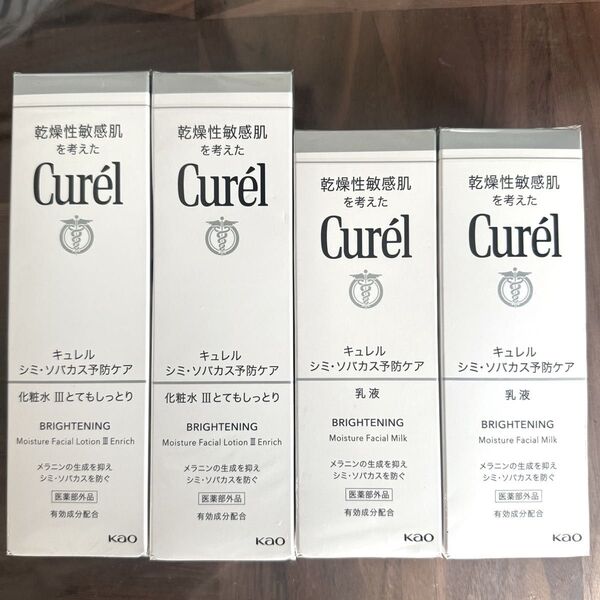 乾燥性敏感肌
を考えた
Curél
キュレル
シミ・ソバカス予防ケア
化粧水 Ⅲとてもしっとり
BRIGHTENING
Moisture Facial Lotion Ⅲ Enrich
メラニンの生成を抑え
シミ・ソバカスを防ぐ
医薬部外品
有効成分配合
Kao
乾燥性敏感肌
を考えた
Curél
キュレル
シミ・ソバカス予防ケア
化粧水 Ⅲとてもしっとり
BRIGHTENING
Moisture Facial Lotion Ⅲ Enrich
メラニンの生成を抑え
シミ・ソバカスを防ぐ
医薬部外品
有効成分配合
Kao
乾燥性敏感肌
を考えた
Curél
キュレル
シミ・ソバカス予防ケア
乳液
BRIGHTENING
Moisture Facial Milk
メラニンの生成を抑え
シミ・ソバカスを防ぐ
医薬部外品
有効成分配合
Kao
乾燥性敏感肌
を考えた
Curél
キュレル
シミ・ソバカス予防ケア
乳液
BRIGHTENING
Moisture Facial Milk
メラニンの生成を抑え
シミ・ソバカスを防ぐ
医薬部外品
有効成分配合
Kao